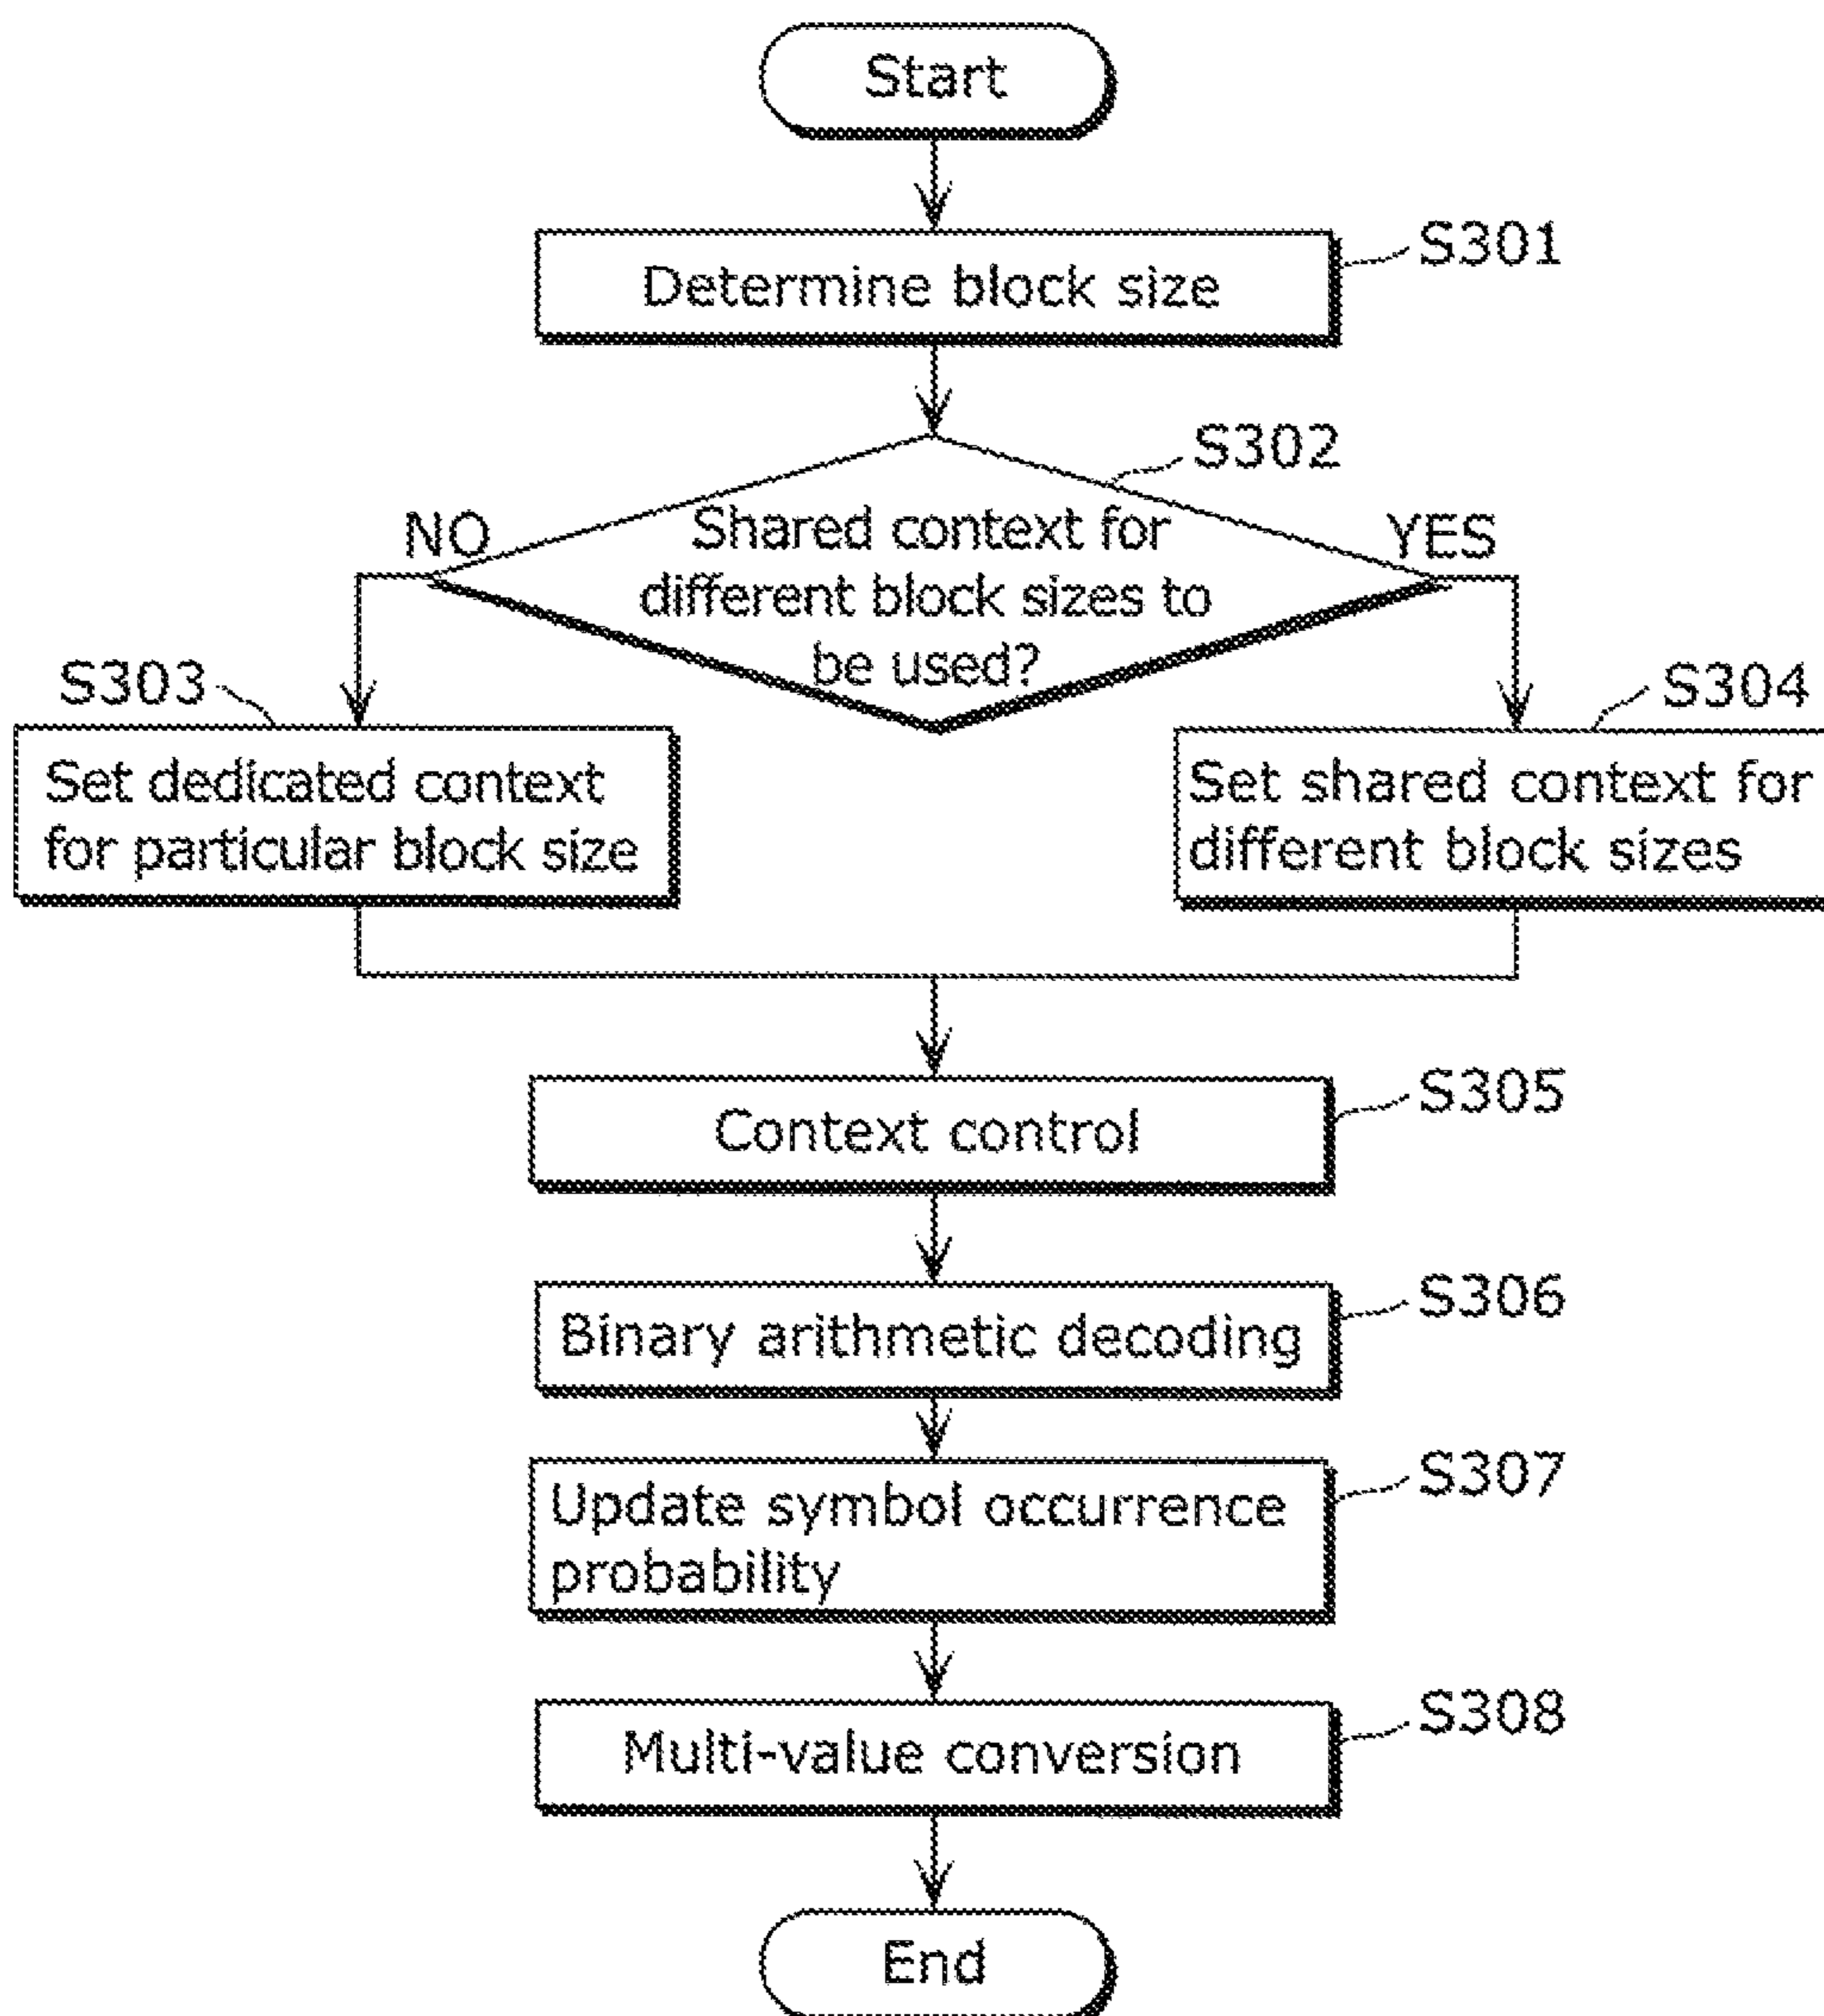 Start
S301
Determine block size
S302
NO
YES
Shared context for
different block sizes to
be used?
S303
S304
Set dedicated context
for particular block size
Set shared context for
different block sizes
S305
Context control
S306
Binary arithmetic decoding
S307
Update symbol occurrence
probability
S308
Multi-value conversion
End